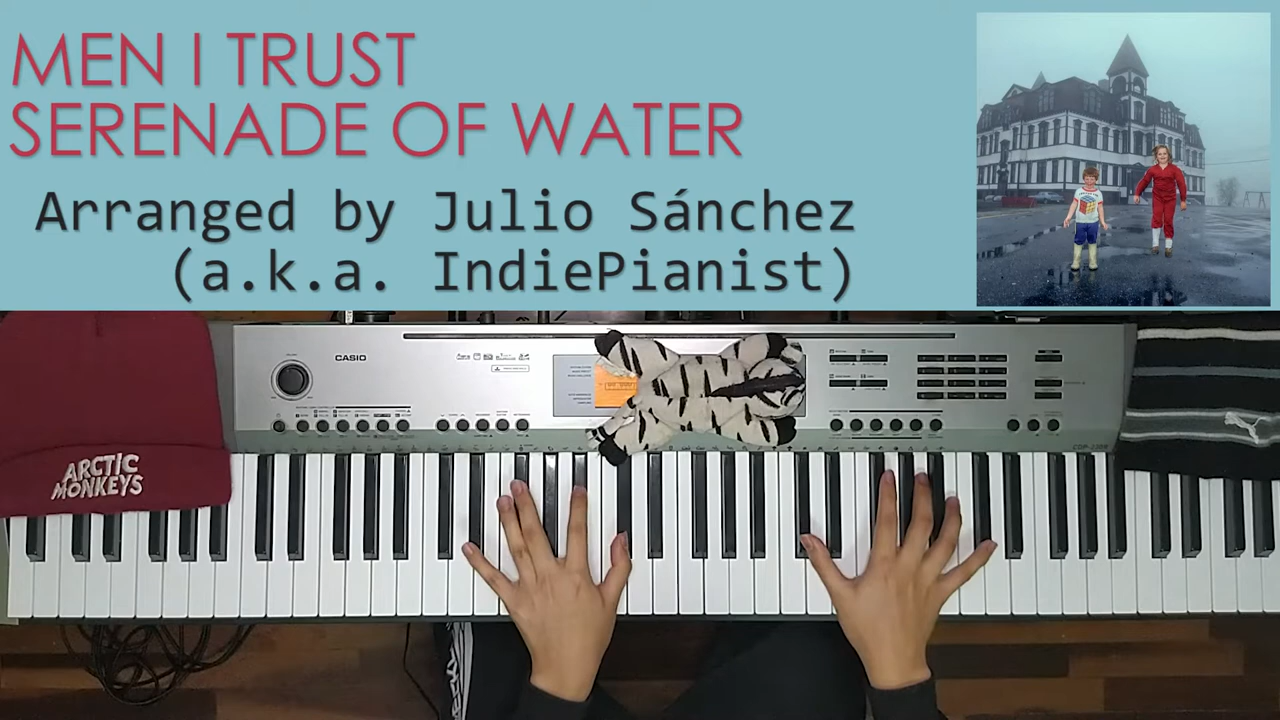 MEN I TRUST
SERENADE OF WATER
Arranged by Julio Sánchez
(a.k.a. IndiePianist)
CASIO
ARCTIC
MONKEYS